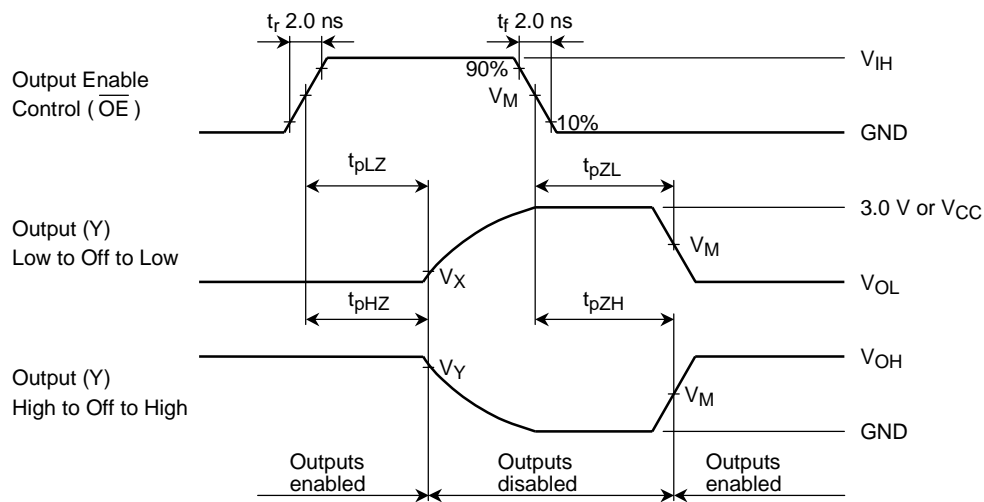 tr 2.0 ns
tf 2.0 ns
Output Enable
Control ( OE )
90%
VM
10%
VIH
GND
tpLZ
tpZL
Output (Y)
Low to Off to Low
VX
VM
3.0 V or VCC
VOL
tpHZ
tpZH
Output (Y)
High to Off to High
VY
VM
VOH
GND
Outputs
enabled
Outputs
disabled
Outputs
enabled